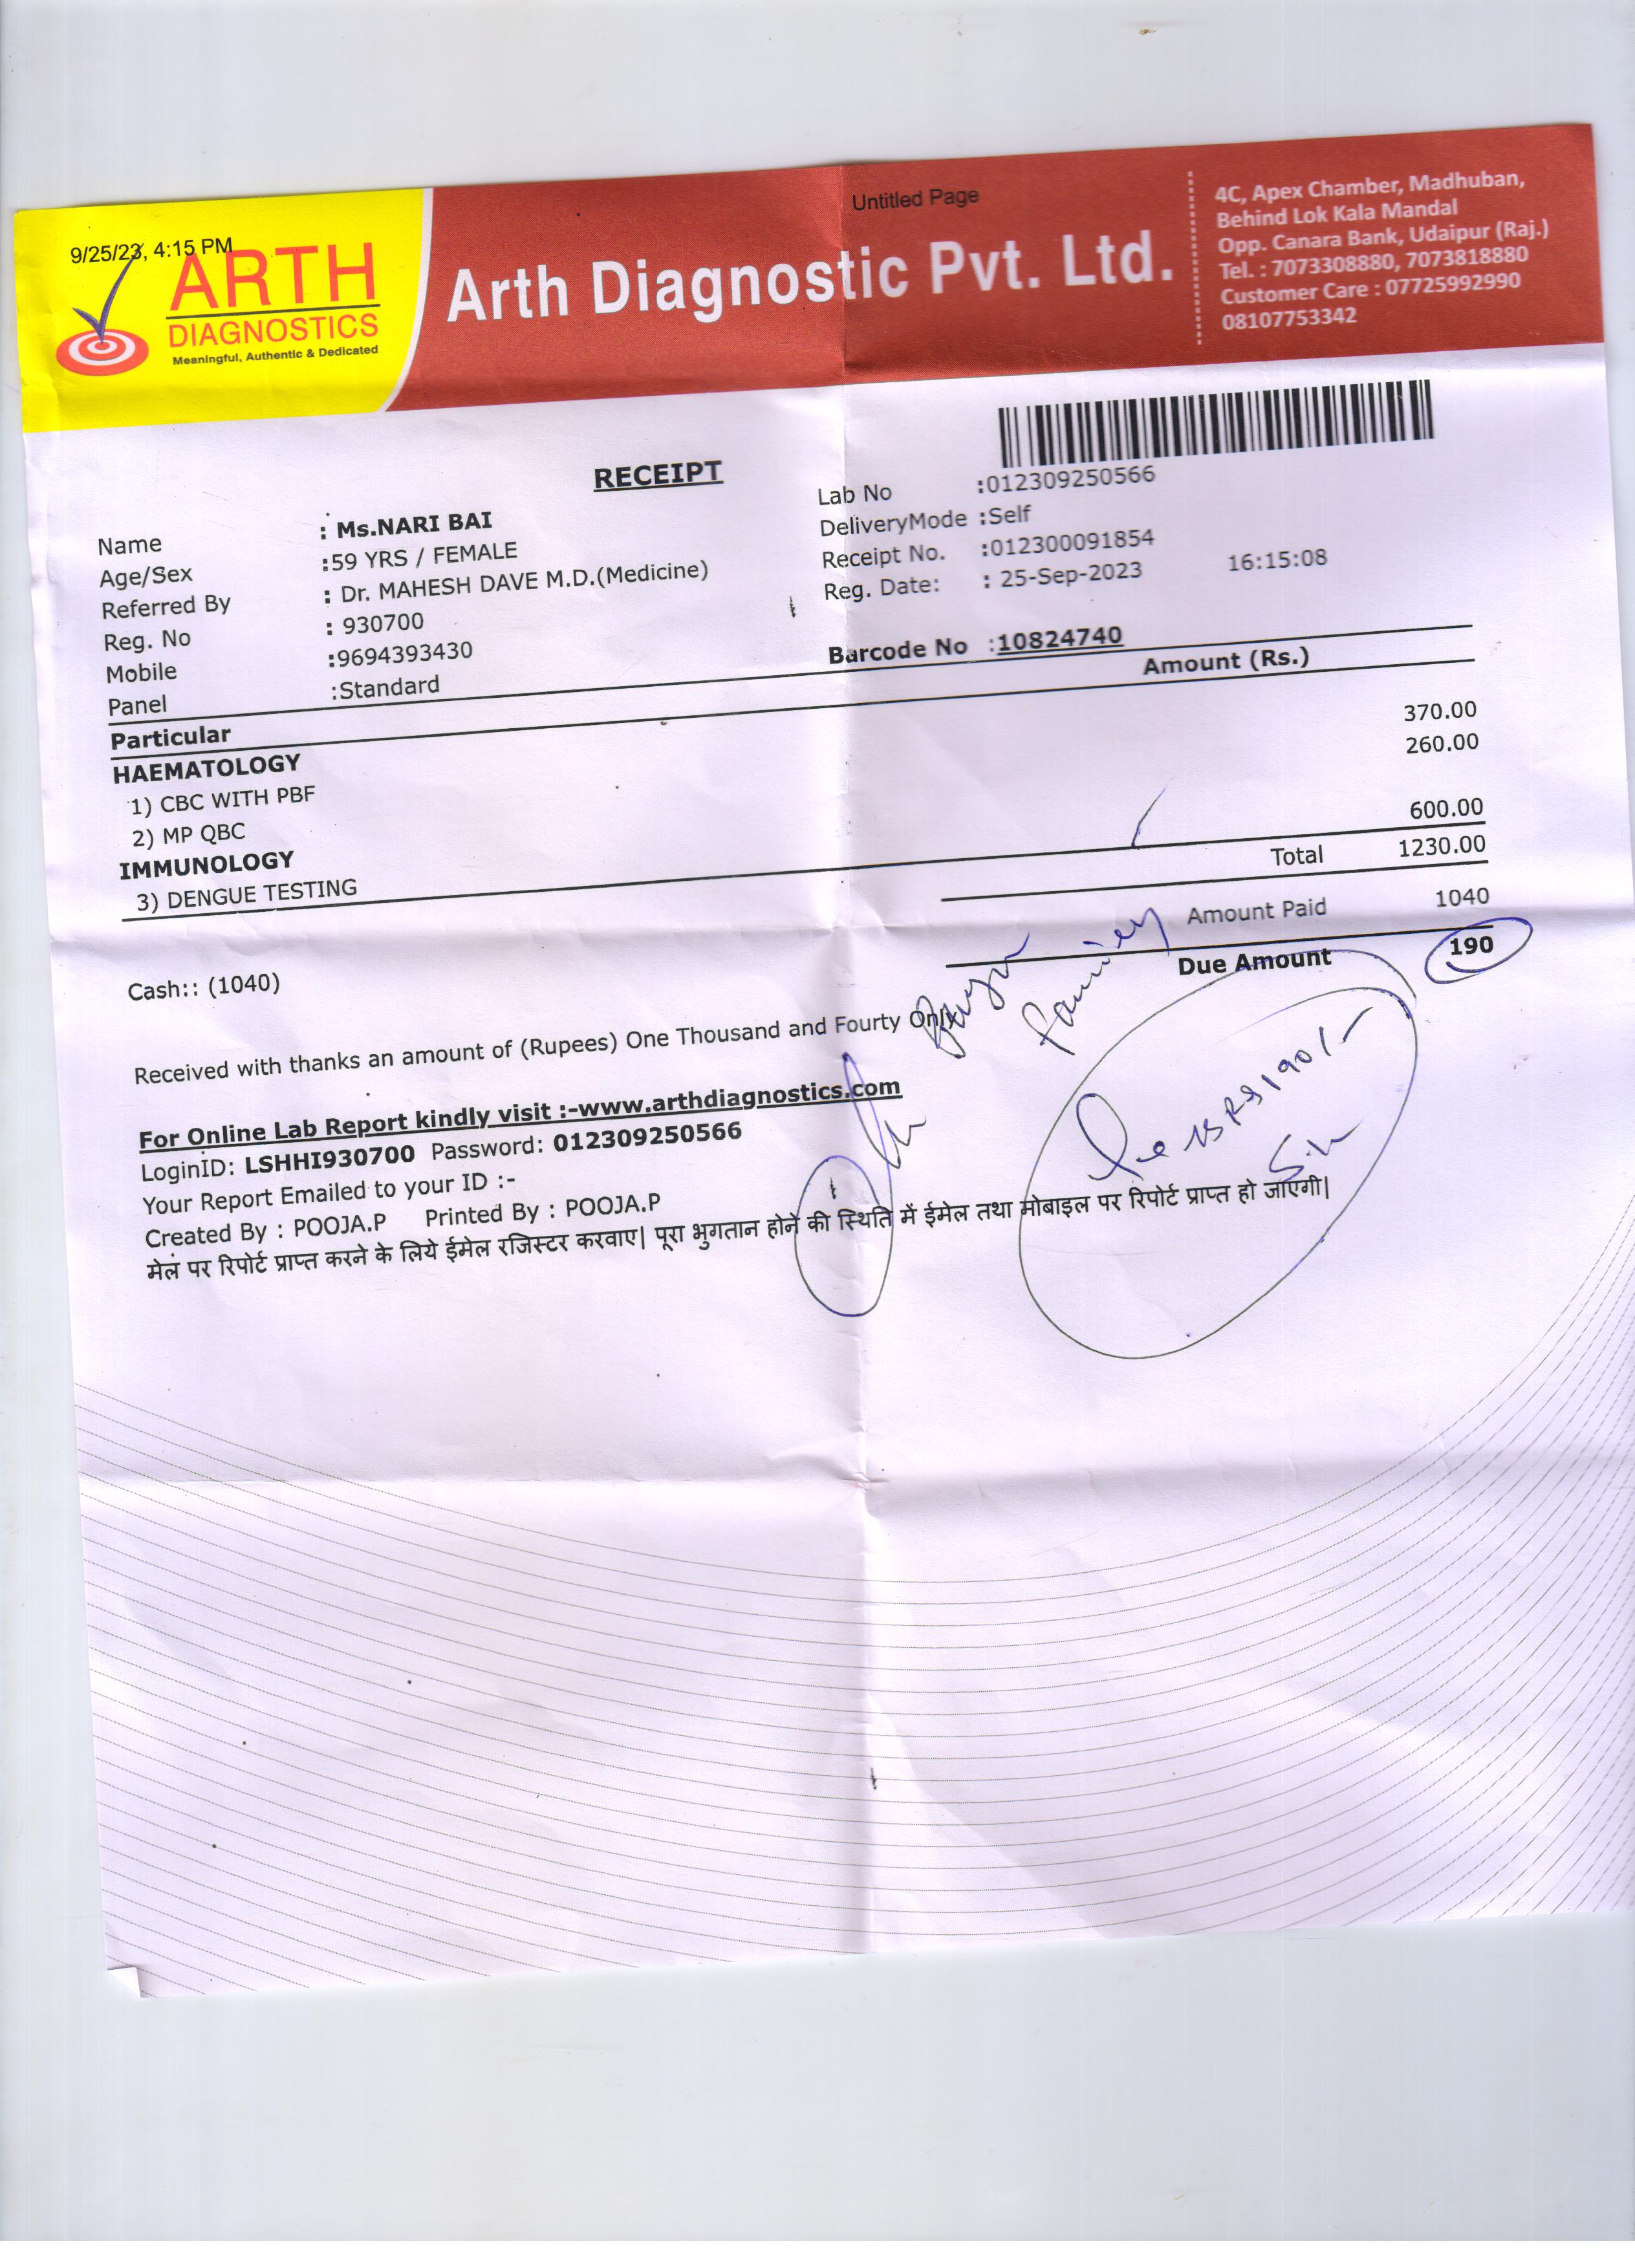 Untitled Page
9/25/23, 4:15 PM
ARTH
DIAGNOSTICS
Meaningful, Authentic & Dedicated
Arth Diagnostic Pvt. Ltd.
4C, Apex Chamber, Madhuban,
Behind Lok Kala Mandal
Opp. Canara Bank, Udaipur (Raj.)
Tel. : 7073308880, 7073818880
Customer Care : 07725992990
08107753342
RECEIPT
Name : Ms.NARI BAI
Age/Sex :59 YRS / FEMALE
Referred By : Dr. MAHESH DAVE M.D.(Medicine)
Reg. No : 930700
Mobile :9694393430
Panel :Standard
Lab No :012309250566
DeliveryMode :Self
Receipt No. :012300091854
Reg. Date: : 25-Sep-2023 16:15:08
Barcode No :10824740
Particular Amount (Rs.)
HAEMATOLOGY
1) CBC WITH PBF 370.00
2) MP QBC 260.00
IMMUNOLOGY
3) DENGUE TESTING 600.00
Total 1230.00
Amount Paid 1040
Due Amount 190
Cash:: (1040)
Received with thanks an amount of (Rupees) One Thousand and Fourty Only
Rs 190/-
For Online Lab Report kindly visit :-www.arthdiagnostics.com
LoginID: LSHHI930700 Password: 012309250566
Your Report Emailed to your ID :-
Created By : POOJA.P Printed By : POOJA.P
मेल पर रिपोर्ट प्राप्त करने के लिये ईमेल रजिस्टर करवाए| पूरा भुगतान होने की स्थिति में ईमेल तथा मोबाइल पर रिपोर्ट प्राप्त हो जाएगी|